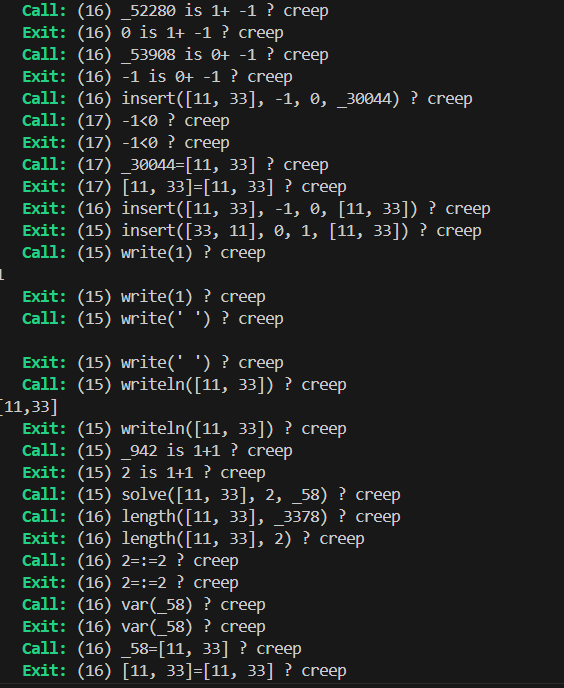 Call: (16) _52280 is 1+ -1 ? creep
Exit: (16) 0 is 1+ -1 ? creep
Call: (16) _53908 is 0+ -1 ? creep
Exit: (16) -1 is 0+ -1 ? creep
Call: (16) insert([11, 33], -1, 0, _30044) ? creep
Call: (17) -1<0 ? creep
Exit: (17) -1<0 ? creep
Call: (17) _30044=[11, 33] ? creep
Exit: (17) [11, 33]=[11, 33] ? creep
Exit: (16) insert([11, 33], -1, 0, [11, 33]) ? creep
Exit: (15) insert([33, 11], 0, 1, [11, 33]) ? creep
Call: (15) write(1) ? creep
1
Exit: (15) write(1) ? creep
Call: (15) write(' ') ? creep
Exit: (15) write(' ') ? creep
Call: (15) writeln([11, 33]) ? creep
[11,33]
Exit: (15) writeln([11, 33]) ? creep
Call: (15) _942 is 1+1 ? creep
Exit: (15) 2 is 1+1 ? creep
Call: (15) solve([11, 33], 2, _58) ? creep
Call: (16) length([11, 33], _3378) ? creep
Exit: (16) length([11, 33], 2) ? creep
Call: (16) 2=:=2 ? creep
Exit: (16) 2=:=2 ? creep
Call: (16) var(_58) ? creep
Exit: (16) var(_58) ? creep
Call: (16) _58=[11, 33] ? creep
Exit: (16) [11, 33]=[11, 33] ? creep